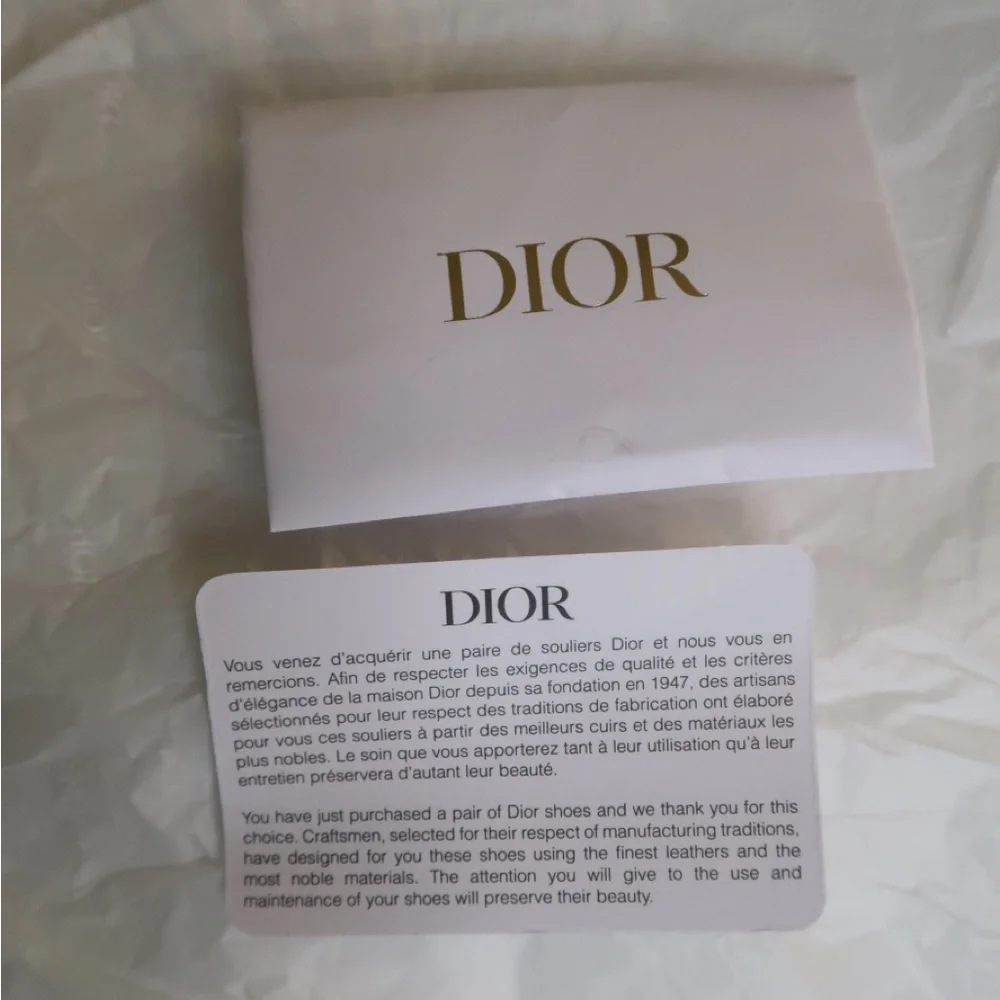 DIOR
DIOR
Vous venez d'acquérir une paire de souliers Dior et nous vous en
remercions. Afin de respecter les exigences de qualité et les critères
d'élégance de la maison Dior depuis sa fondation en 1947, des artisans
sélectionnés pour leur respect des traditions de fabrication ont élaboré
pour vous ces souliers à partir des meilleurs cuirs et des matériaux les
plus nobles. Le soin que vous apporterez tant à leur utilisation qu'à leur
entretien préservera d'autant leur beauté.
You have just purchased a pair of Dior shoes and we thank you for this
choice. Craftsmen, selected for their respect of manufacturing traditions,
have designed for you these shoes using the finest leathers and the
most noble materials. The attention you will give to the use and
maintenance of your shoes will preserve their beauty.